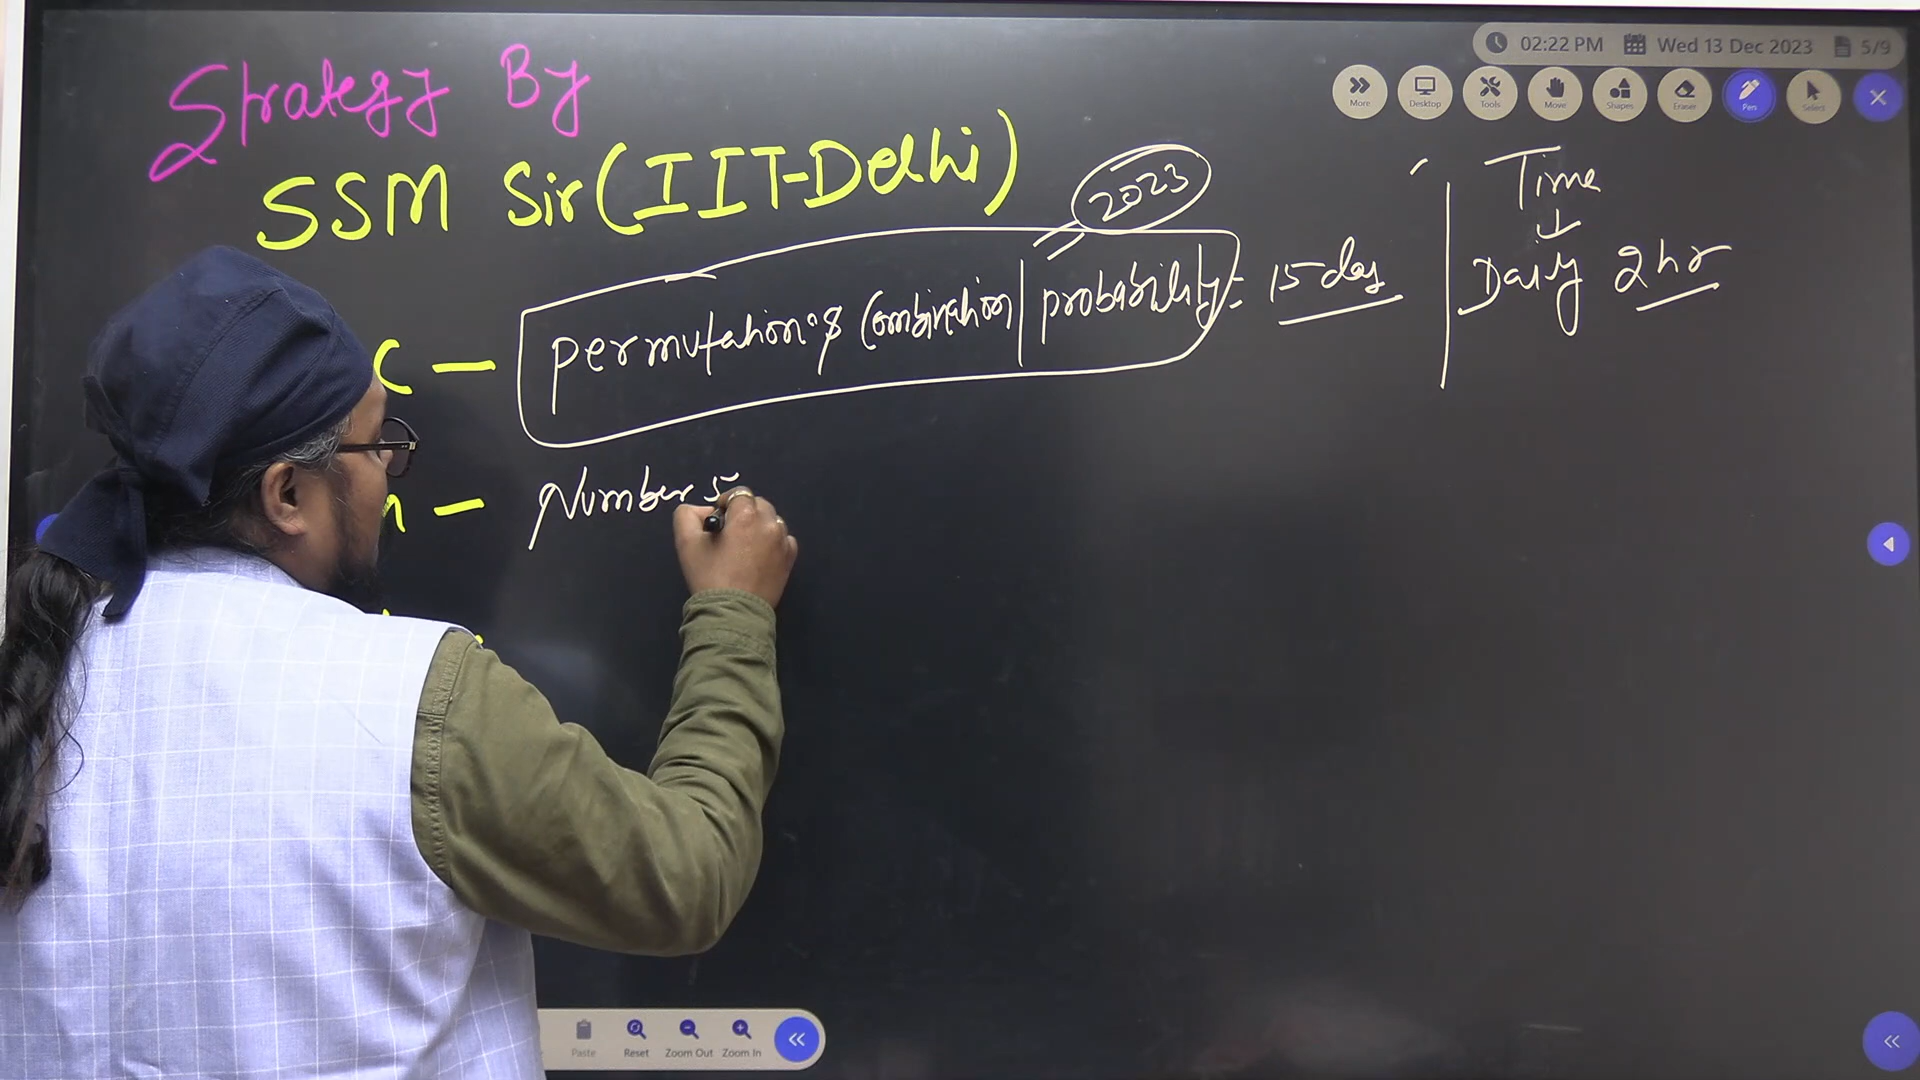 02:22 PM Wed 13 Dec 2023 5/9
More Desktop Tools Move Shapes Eraser Pen Select
Strategy By
SSM Sir (IIT-Delhi)
2023
Time
Daily 2hr
C - Permutation & Combination | probability = 15 day
- Numbers
Paste Reset Zoom Out Zoom In